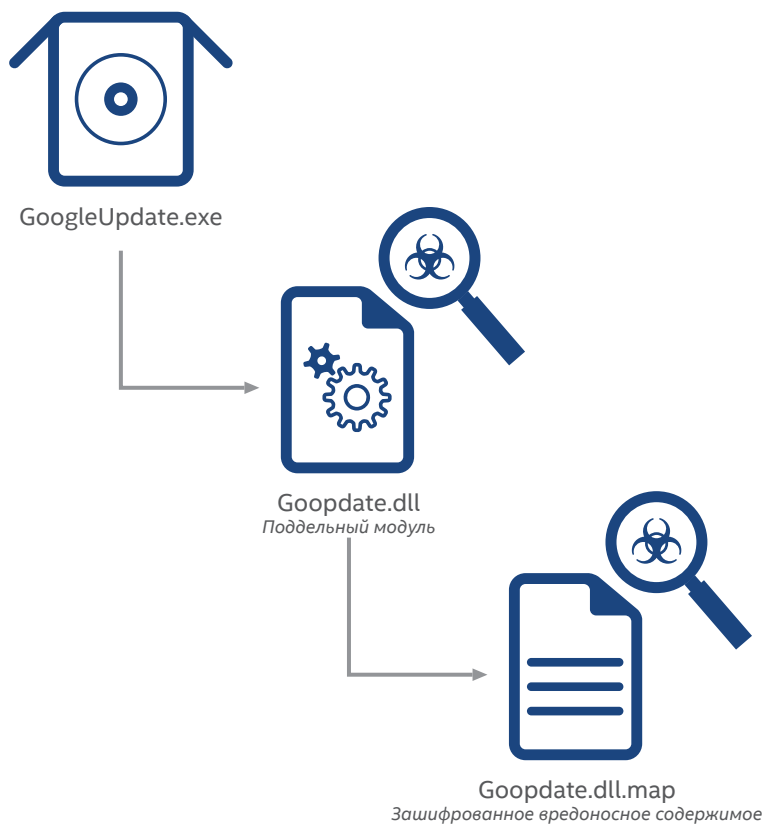 GoogleUpdate.exe
Goopdate.dll
Поддельный модуль
Goopdate.dll.map
Зашифрованное вредоносное содержимое